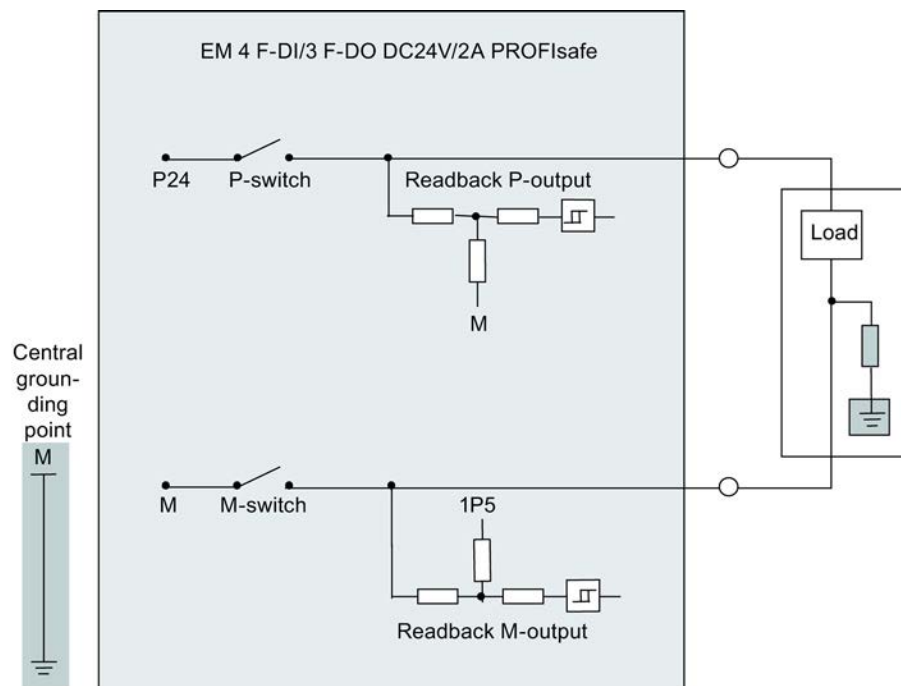 EM 4 F-DI/3 F-DO DC24V/2A PROFIsafe
P24
P-switch
Readback P-output
M
Load
Central
groun-
ding
point
M
M
M-switch
1P5
Readback M-output